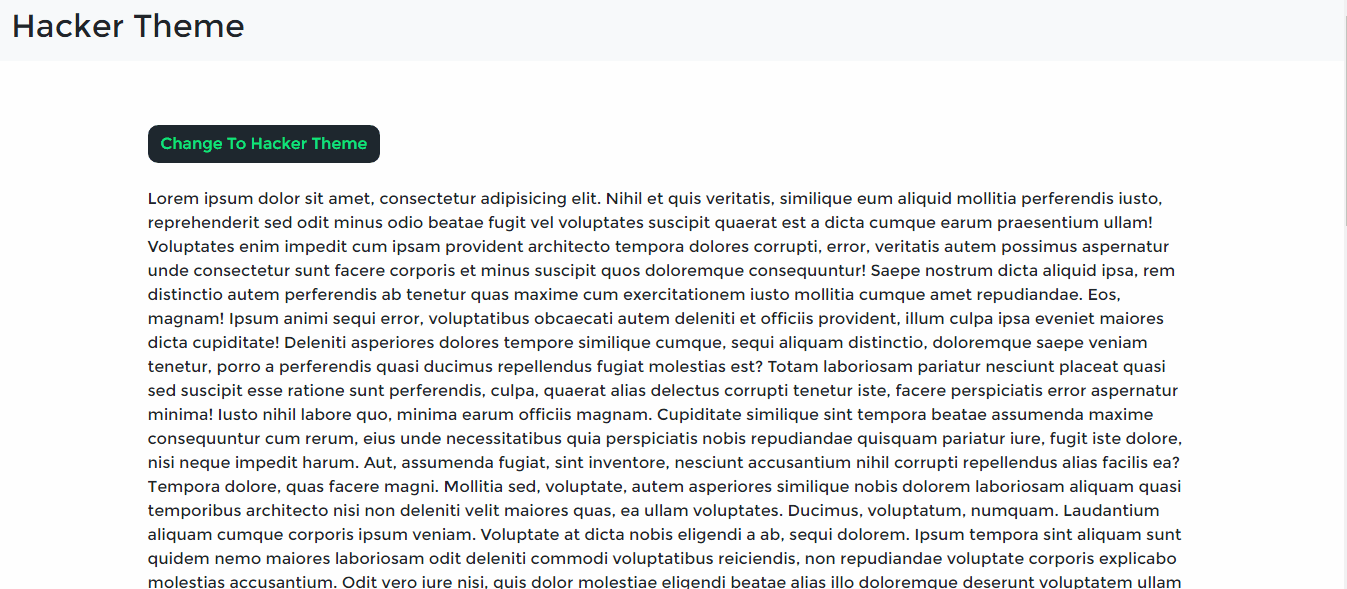 Hacker Theme
Change To Hacker Theme
Lorem ipsum dolor sit amet, consectetur adipisicing elit. Nihil et quis veritatis, similique eum aliquid mollitia perferendis iusto,
reprehenderit sed odit minus odio beatae fugit vel voluptates suscipit quaerat est a dicta cumque earum praesentium ullam!
Voluptates enim impedit cum ipsam provident architecto tempora dolores corrupti, error, veritatis autem possimus aspernatur
unde consectetur sunt facere corporis et minus suscipit quos doloremque consequuntur! Saepe nostrum dicta aliquid ipsa, rem
distinctio autem perferendis ab tenetur quas maxime cum exercitationem iusto mollitia cumque amet repudiandae. Eos,
magnam! Ipsum animi sequi error, voluptatibus obcaecati autem deleniti et officiis provident, illum culpa ipsa eveniet maiores
dicta cupiditate! Deleniti asperiores dolores tempore similique cumque, sequi aliquam distinctio, doloremque saepe veniam
tenetur, porro a perferendis quasi ducimus repellendus fugiat molestias est? Totam laboriosam pariatur nesciunt placeat quasi
sed suscipit esse ratione sunt perferendis, culpa, quaerat alias delectus corrupti tenetur iste, facere perspiciatis error aspernatur
minima! Iusto nihil labore quo, minima earum officiis magnam. Cupiditate similique sint tempora beatae assumenda maxime
consequuntur cum rerum, eius unde necessitatibus quia perspiciatis nobis repudiandae quisquam pariatur iure, fugit iste dolore,
nisi neque impedit harum. Aut, assumenda fugiat, sint inventore, nesciunt accusantium nihil corrupti repellendus alias facilis ea?
Tempora dolore, quas facere magni. Mollitia sed, voluptate, autem asperiores similique nobis dolorem laboriosam aliquam quasi
temporibus architecto nisi non deleniti velit maiores quas, ea ullam voluptates. Ducimus, voluptatum, numquam. Laudantium
aliquam cumque corporis ipsum veniam. Voluptate at dicta nobis eligendi a ab, sequi dolorem. Ipsum tempora sint aliquam sunt
quidem nemo maiores laboriosam odit deleniti commodi voluptatibus reiciendis, non repudiandae voluptate corporis explicabo
molestias accusantium. Odit vero iure nisi, quis dolor molestiae eligendi beatae alias illo doloremque deserunt voluptatem ullam